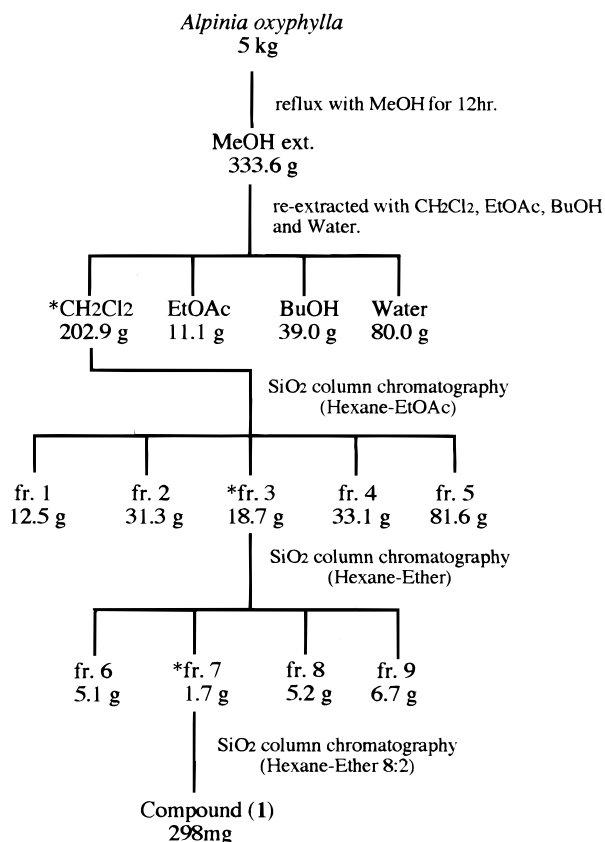 Alpinia oxyphylla
5 kg
reflux with MeOH for 12hr.
MeOH ext.
333.6 g
re-extracted with CH2Cl2, EtOAc, BuOH
and Water.
*CH2Cl2 EtOAc BuOH Water
202.9 g 11.1 g 39.0 g 80.0 g
SiO2 column chromatography
(Hexane-EtOAc)
fr. 1 fr. 2 *fr. 3 fr. 4 fr. 5
12.5 g 31.3 g 18.7 g 33.1 g 81.6 g
SiO2 column chromatography
(Hexane-Ether)
fr. 6 *fr. 7 fr. 8 fr. 9
5.1 g 1.7 g 5.2 g 6.7 g
SiO2 column chromatography
(Hexane-Ether 8:2)
Compound (1)
298mg